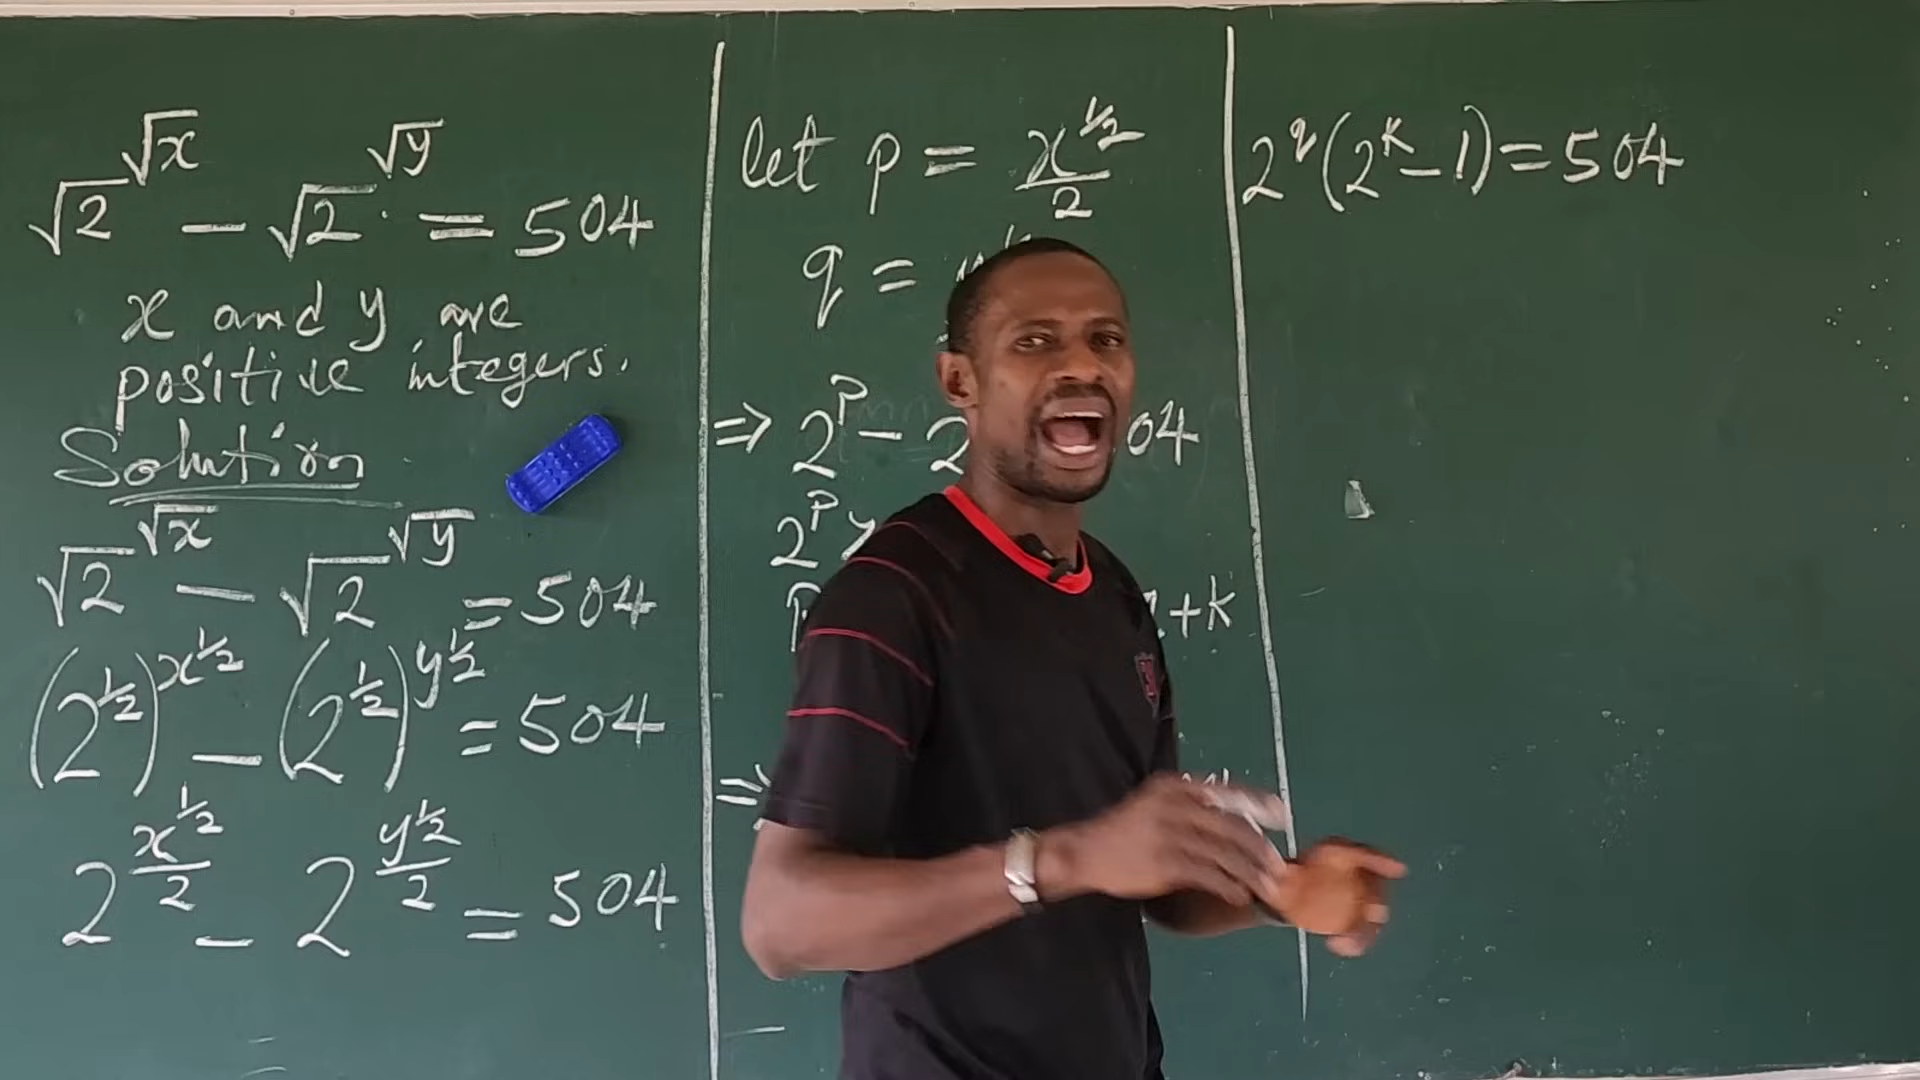 √2^√x - √2^√y = 504
x and y are
positive integers.
Solution
√2^√x - √2^√y = 504
(2^½)^x^½ - (2^½)^y^½ = 504
2^(x^½/2) - 2^(y^½/2) = 504
let p = x^½/2
q =
⇒ 2^p - 2 04
2^p >
+k
⇒
2^q(2^k - 1) = 504